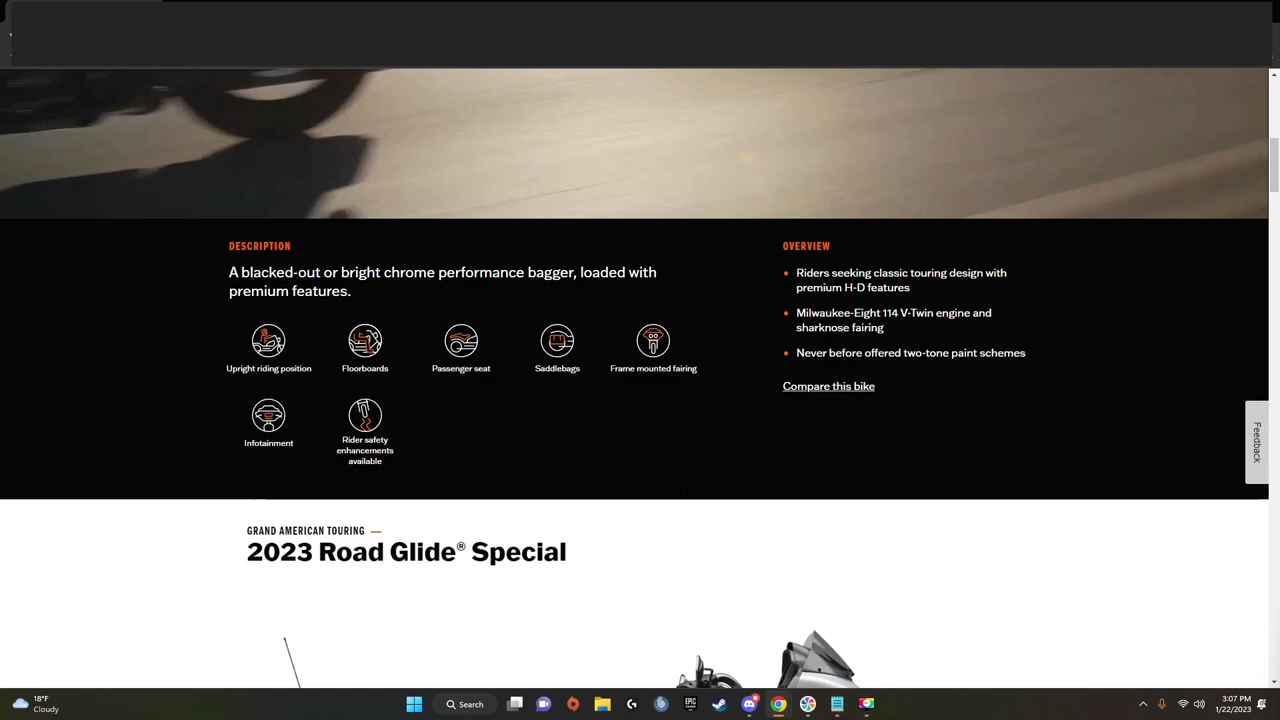 DESCRIPTION
A blacked-out or bright chrome performance bagger, loaded with
premium features.
Upright riding position
Floorboards
Passenger seat
Saddlebags
Frame mounted fairing
Infotainment
Rider safety
enhancements
available
OVERVIEW
Riders seeking classic touring design with
premium H-D features
Milwaukee-Eight 114 V-Twin engine and
sharknose fairing
Never before offered two-tone paint schemes
Compare this bike
Feedback
GRAND AMERICAN TOURING —
2023 Road Glide® Special
18°F
Cloudy
Search
EPIC
3:07 PM
1/22/2023